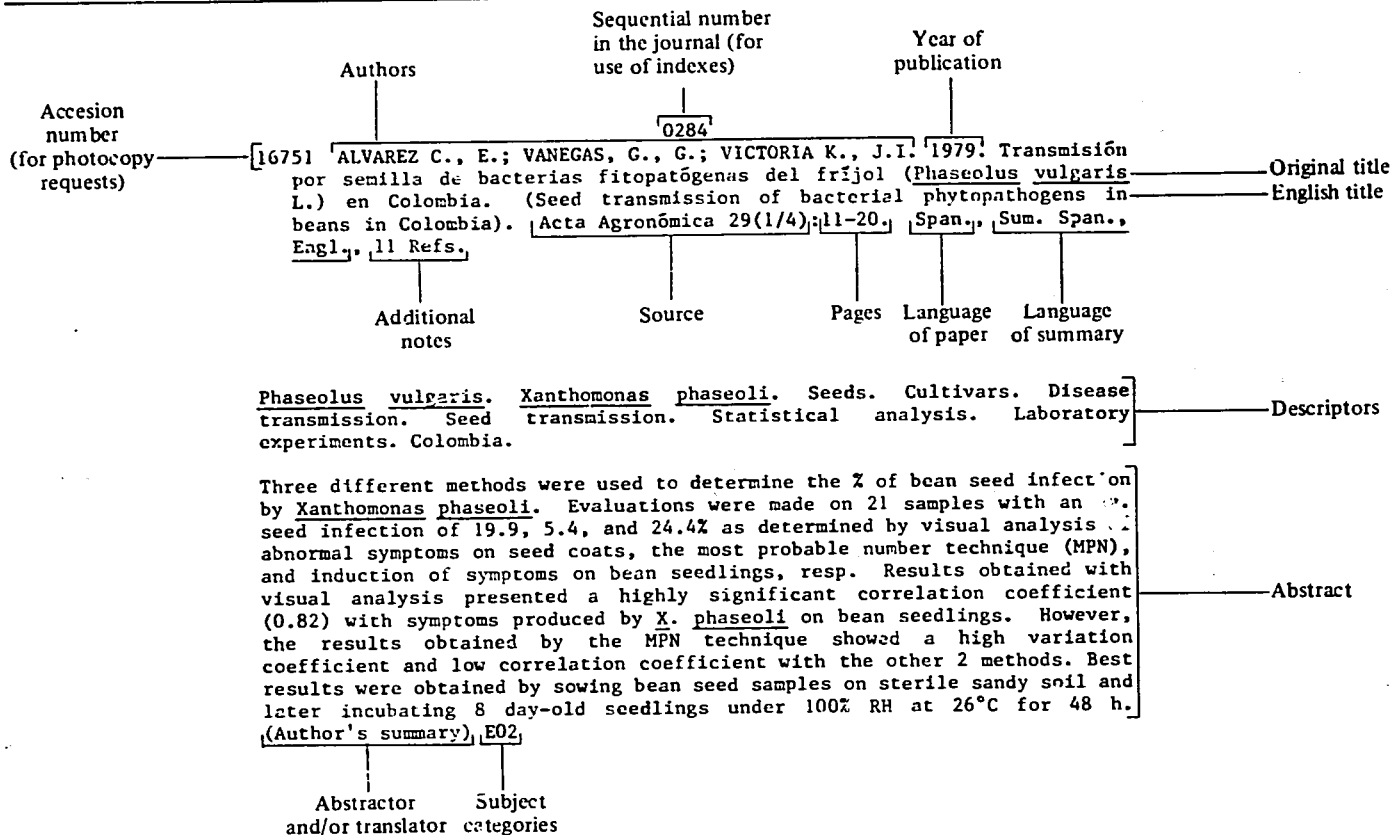 Sequential number
in the journal (for
use of indexes)
Year of
publication
Authors
Accesion
number
(for photocopy
requests)
0284
16751 ALVAREZ C., E.; VANEGAS, G., G.; VICTORIA K., J.I. 1979. Transmisión
por semilla de bacterias fitopatógenas del fríjol (Phaseolus vulgaris
L.) en Colombia. (Seed transmission of bacterial phytopathogens in
beans in Colombia). Acta Agronómica 29(1/4):11-20. Span., Sum. Span.,
Engl., 11 Refs.
Original title
English title
Additional
notes
Source
Pages
Language
of paper
Language
of summary
Phaseolus vulgaris. Xanthomonas phaseoli. Seeds. Cultivars. Disease
transmission. Seed transmission. Statistical analysis. Laboratory
experiments. Colombia.
Descriptors
Three different methods were used to determine the % of bean seed infection
by Xanthomonas phaseoli. Evaluations were made on 21 samples with an
seed infection of 19.9, 5.4, and 24.4% as determined by visual analysis
abnormal symptoms on seed coats, the most probable number technique (MPN),
and induction of symptoms on bean seedlings, resp. Results obtained with
visual analysis presented a highly significant correlation coefficient
(0.82) with symptoms produced by X. phaseoli on bean seedlings. However,
the results obtained by the MPN technique showed a high variation
coefficient and low correlation coefficient with the other 2 methods. Best
results were obtained by sowing bean seed samples on sterile sandy soil and
later incubating 8 day-old seedlings under 100% RH at 26°C for 48 h.
(Author's summary) E02
Abstract
Abstractor
and/or translator
Subject
categories